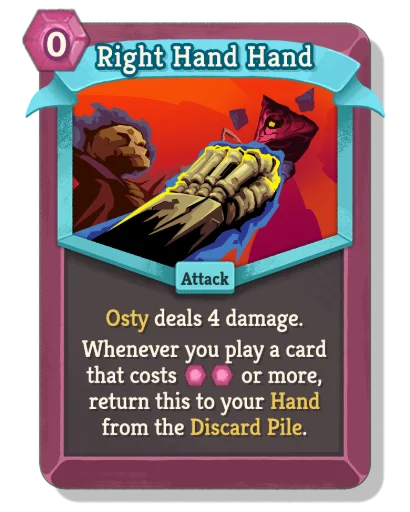 0
Right Hand Hand
Attack
Osty deals 4 damage.
Whenever you play a card
that costs or more,
return this to your Hand
from the Discard Pile.